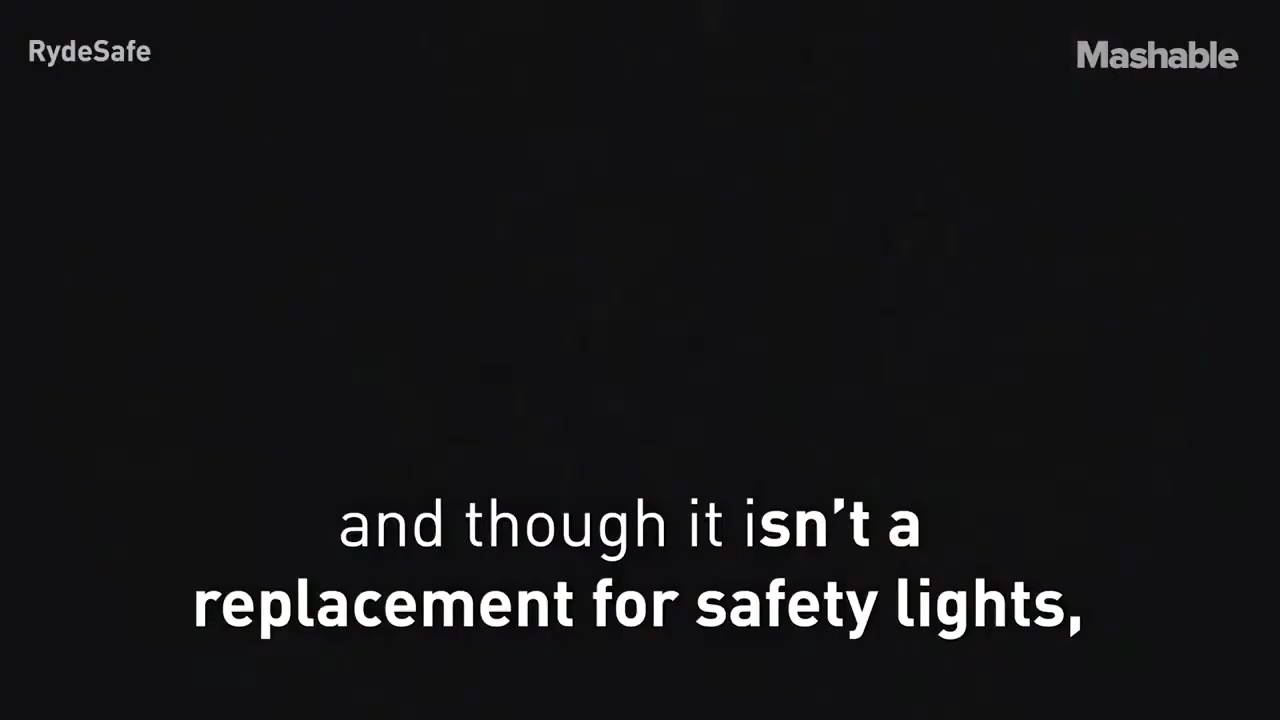 RydeSafe
Mashable
and though it isn't a
replacement for safety lights,